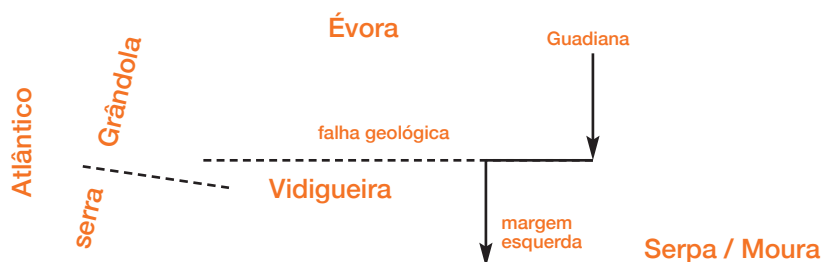 Évora
Guadiana
Atlântico
serra Grândola
falha geológica
Vidigueira
margem
esquerda
Serpa / Moura